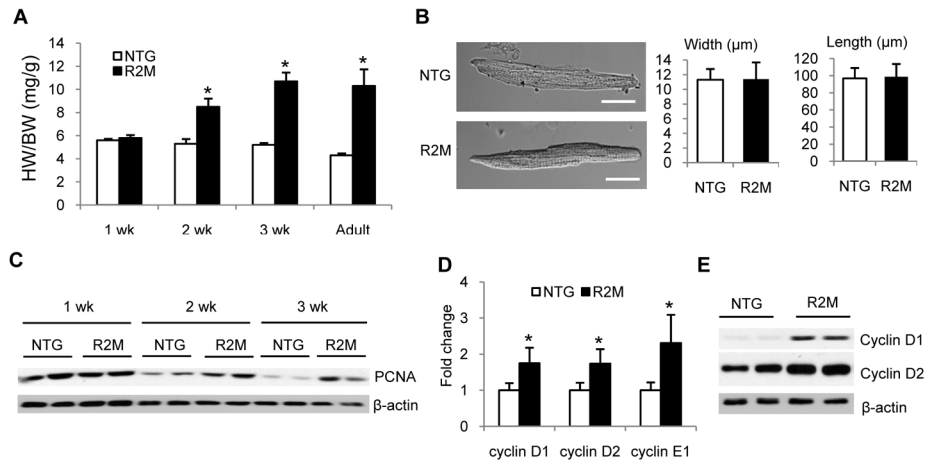 A
HW/BW (mg/g)
14
12
10
8
6
4
2
0
NTG
R2M
*
*
*
1 wk
2 wk
3 wk
Adult
B
NTG
R2M
Width (μm)
14
12
10
8
6
4
2
0
NTG
R2M
Length (μm)
120
100
80
60
40
20
0
NTG
R2M
C
1 wk
2 wk
3 wk
NTG
R2M
NTG
R2M
NTG
R2M
PCNA
β-actin
D
Fold change
4
3
2
1
0
NTG
R2M
*
*
*
cyclin D1
cyclin D2
cyclin E1
E
NTG
R2M
Cyclin D1
Cyclin D2
β-actin